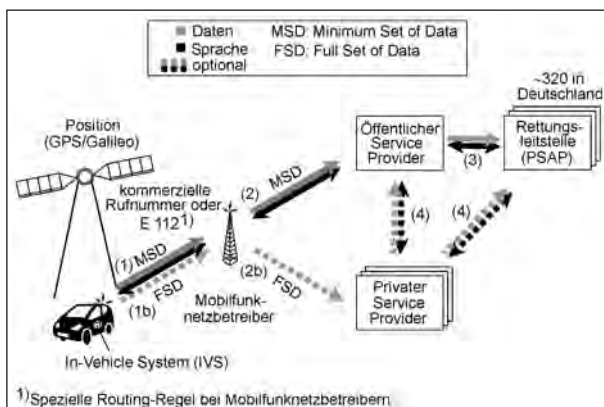 Daten MSD: Minimum Set of Data
Sprache FSD: Full Set of Data
optional
~320 in
Deutschland
Position
(GPS/Galileo)
Öffentlicher
Service
Provider
Rettungs-
leitstelle
(PSAP)
(3)
kommerzielle
Rufnummer oder
E 112 1)
(2) MSD
(4)
(4)
(1) MSD
FSD
(1b)
(2b)
FSD
Mobilfunk-
netzbetreiber
Privater
Service
Provider
In-Vehicle System (IVS)
1) Spezielle Routing-Regel bei Mobilfunknetzbetreibern